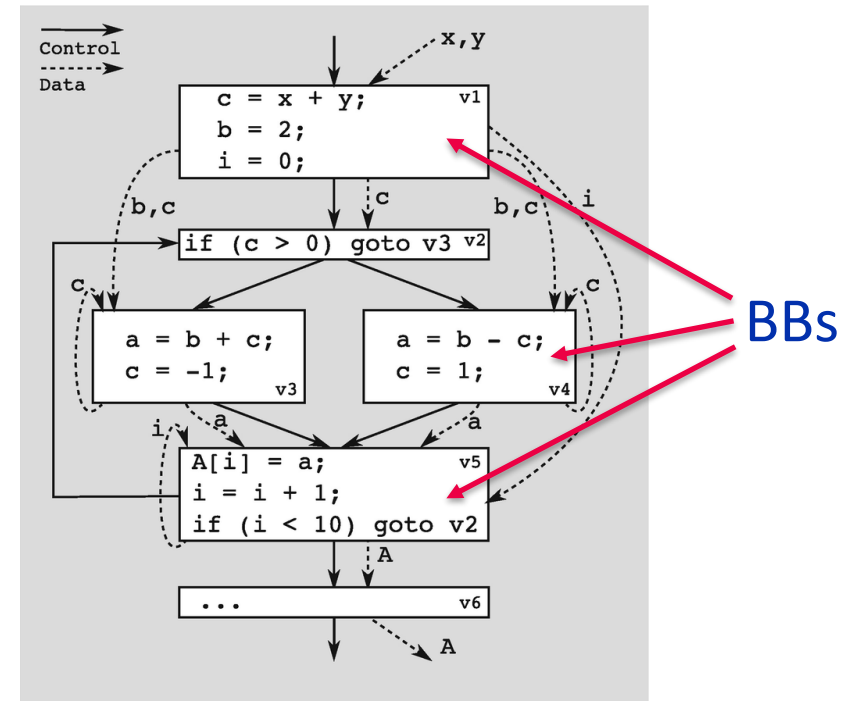 Control
Data
x,y
c = x + y; v1
b = 2;
i = 0;
c
b,c
b,c
i
if (c > 0) goto v3 v2
c
c
a = b + c;
c = -1;
v3
a = b - c;
c = 1;
v4
BBs
a
a
i
A[i] = a; v5
i = i + 1;
if (i < 10) goto v2
A
... v6
A